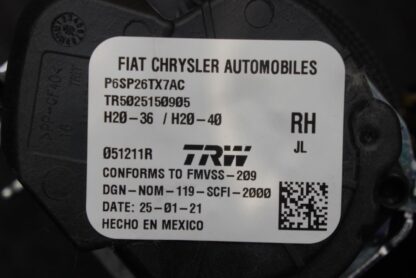 FIAT CHRYSLER AUTOMOBILES
P6SP26TX7AC
TR5025150905
H20-36 / H20-40
RH
JL
051211R TRW
CONFORMS TO FMVSS-209
DGN-NOM-119-SCFI-2000
DATE: 25-01-21
HECHO EN MEXICO